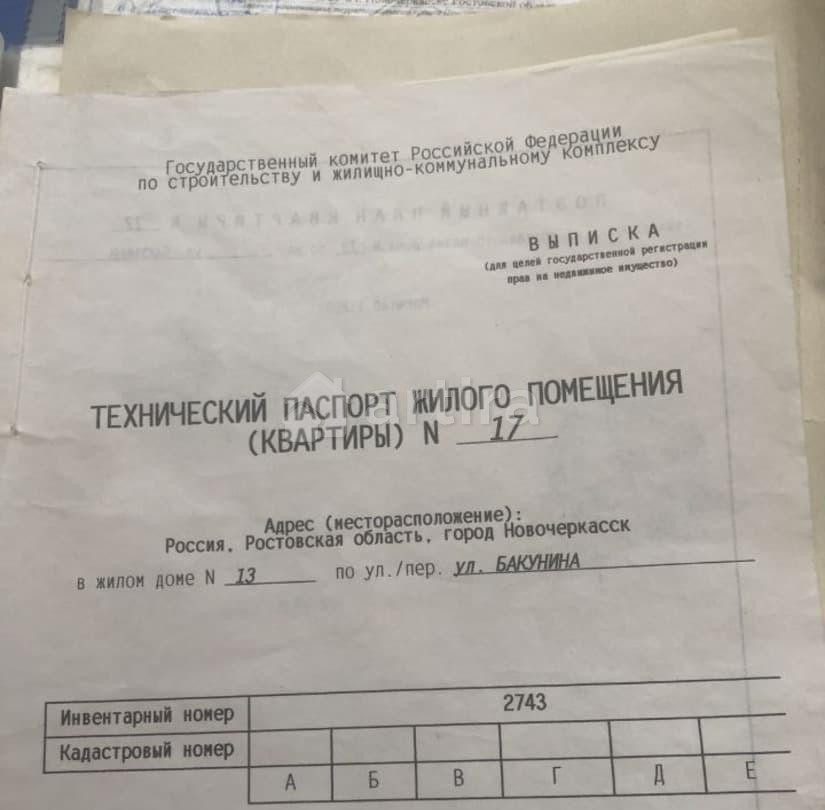 Государственный комитет Российской Федерации
по строительству и жилищно-коммунальному комплексу
ВЫПИСКА
(для целей государственной регистрации
прав на недвижимое имущество)
ТЕХНИЧЕСКИЙ ПАСПОРТ ЖИЛОГО ПОМЕЩЕНИЯ
(КВАРТИРЫ) N 17
Адрес (месторасположение):
Россия, Ростовская область, город Новочеркасск
в жилом доме N 13 по ул./пер. ул. БАКУНИНА
Инвентарный номер 2743
Кадастровый номер
А Б В Г Д Е